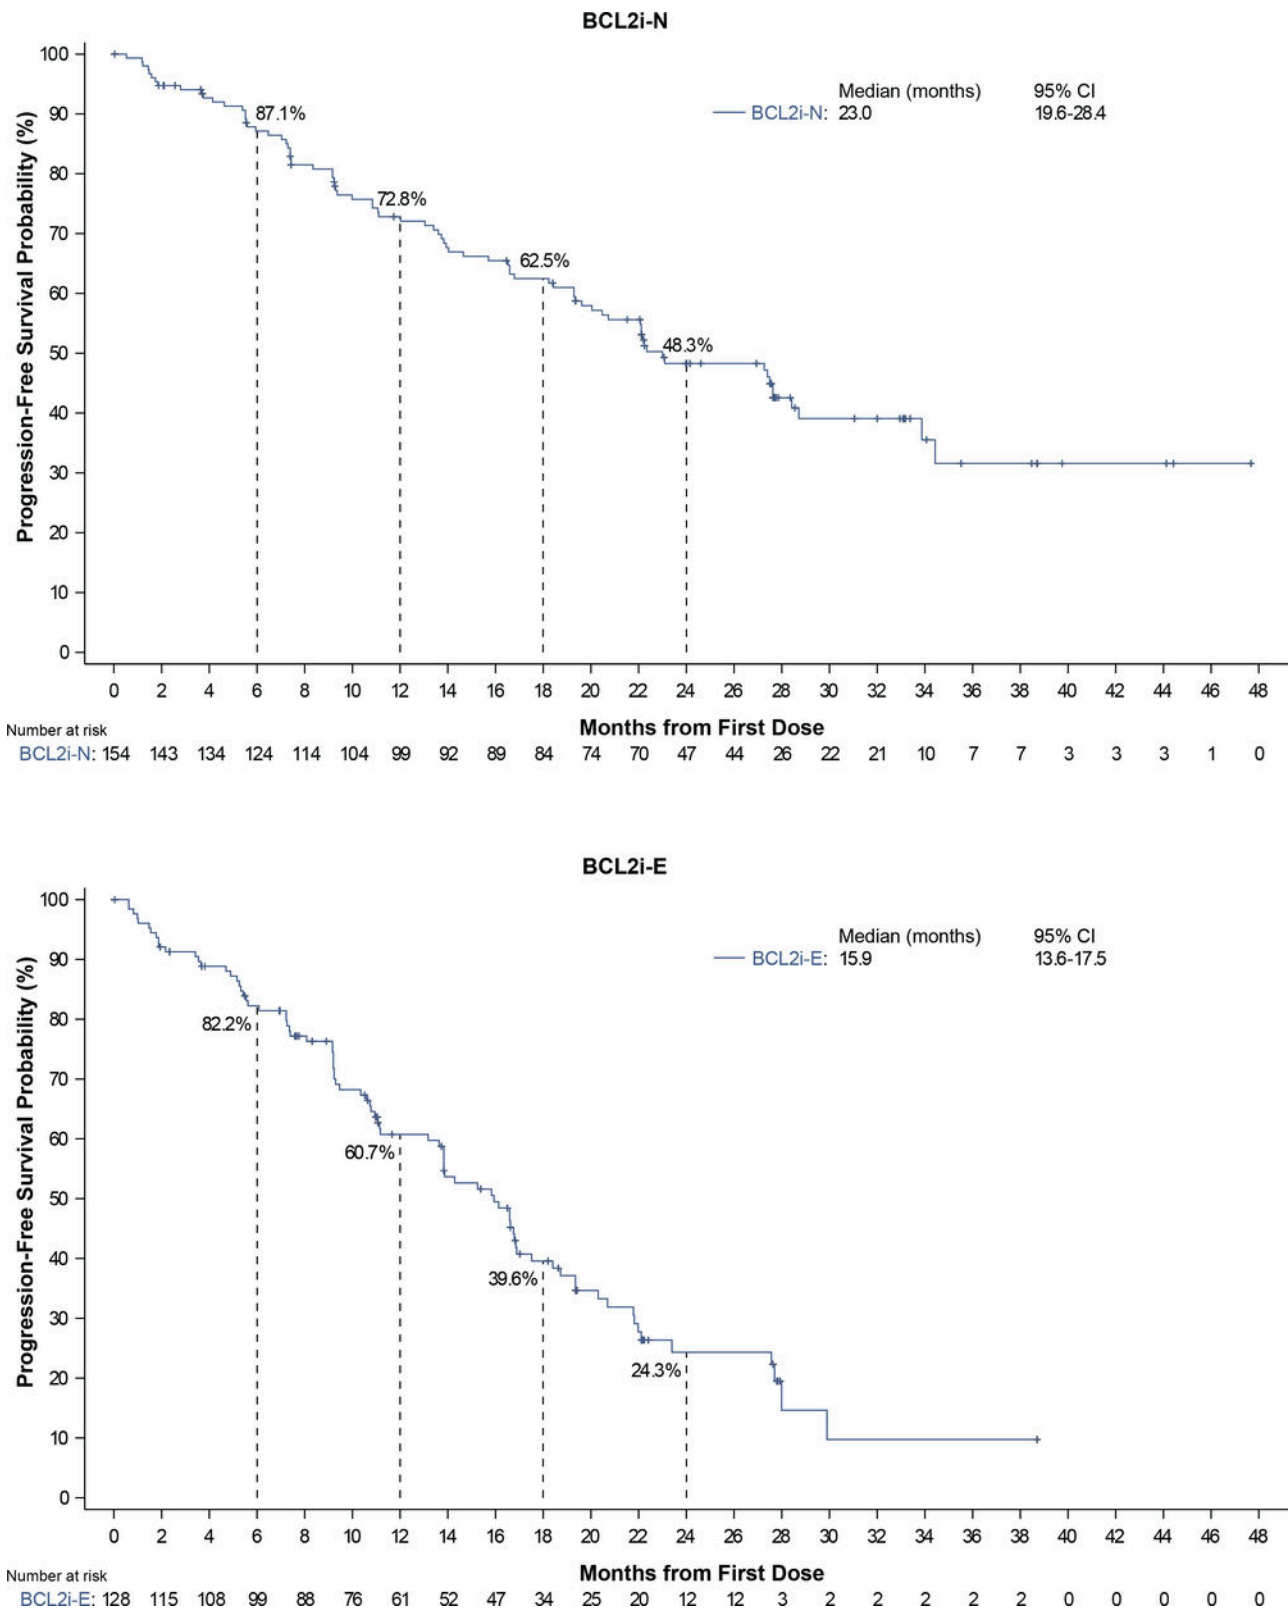 BCL2i-N
Median (months) 95% CI
BCL2i-N: 23.0 19.6-28.4
Progression-Free Survival Probability (%)
100
90
80
70
60
50
40
30
20
10
0
87.1%
72.8%
62.5%
48.3%
0 2 4 6 8 10 12 14 16 18 20 22 24 26 28 30 32 34 36 38 40 42 44 46 48
Number at risk
Months from First Dose
BCL2i-N: 154 143 134 124 114 104 99 92 89 84 74 70 47 44 26 22 21 10 7 7 3 3 3 1 0
BCL2i-E
Median (months) 95% CI
BCL2i-E: 15.9 13.6-17.5
Progression-Free Survival Probability (%)
100
90
80
70
60
50
40
30
20
10
0
82.2%
60.7%
39.6%
24.3%
0 2 4 6 8 10 12 14 16 18 20 22 24 26 28 30 32 34 36 38 40 42 44 46 48
Number at risk
Months from First Dose
BCL2i-E: 128 115 108 99 88 76 61 52 47 34 25 20 12 12 3 2 2 2 2 2 0 0 0 0 0